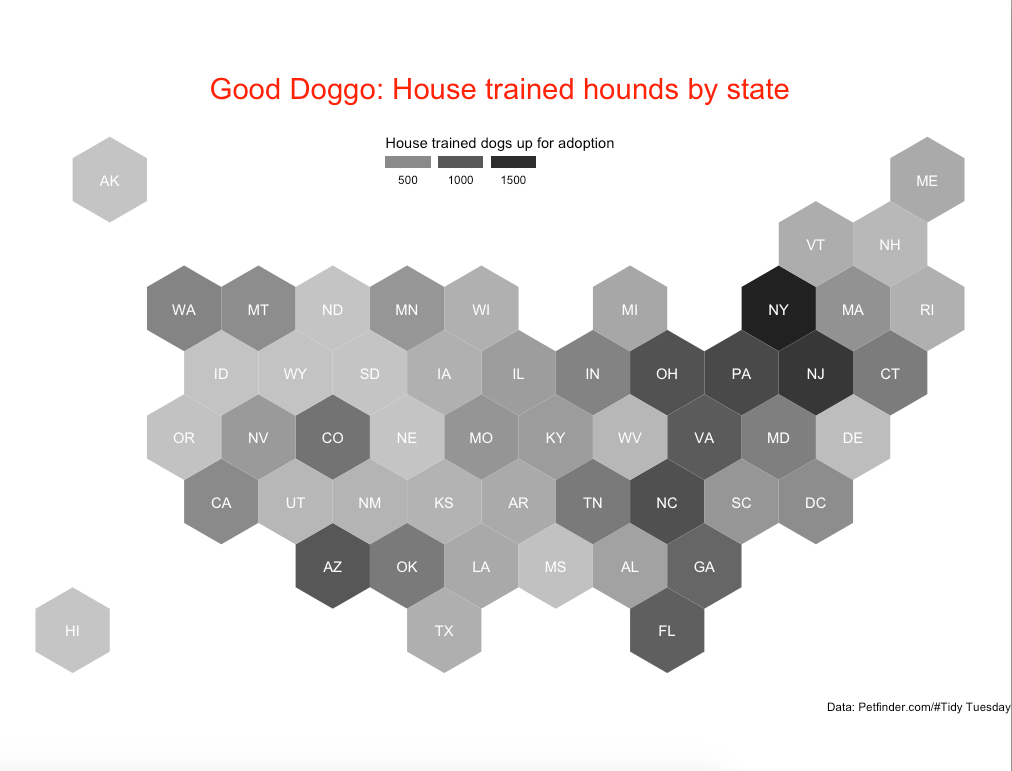 Good Doggo: House trained hounds by state
House trained dogs up for adoption
500 1000 1500
AK ME
VT NH
WA MT ND MN WI MI NY MA RI
ID WY SD IA IL IN OH PA NJ CT
OR NV CO NE MO KY WV VA MD DE
CA UT NM KS AR TN NC SC DC
AZ OK LA MS AL GA
HI TX FL
Data: Petfinder.com/#Tidy Tuesday